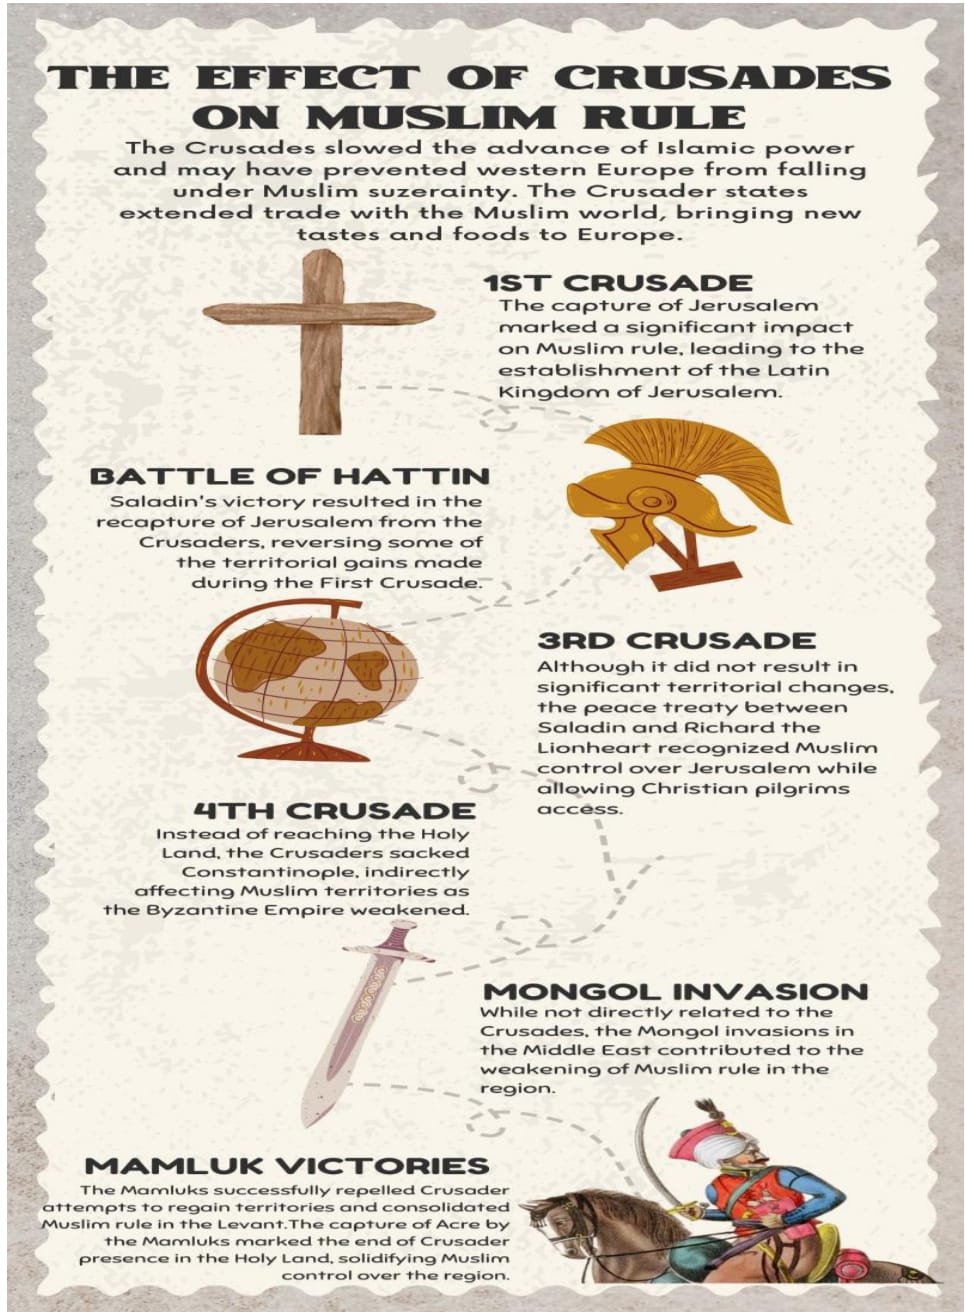 THE EFFECT OF CRUSADES
ON MUSLIM RULE
The Crusades slowed the advance of Islamic power
and may have prevented western Europe from falling
under Muslim suzerainty. The Crusader states
extended trade with the Muslim world, bringing new
tastes and foods to Europe.
1ST CRUSADE
The capture of Jerusalem
marked a significant impact
on Muslim rule, leading to the
establishment of the Latin
Kingdom of Jerusalem.
BATTLE OF HATTIN
Saladin's victory resulted in the
recapture of Jerusalem from the
Crusaders, reversing some of
the territorial gains made
during the First Crusade.
3RD CRUSADE
Although it did not result in
significant territorial changes,
the peace treaty between
Saladin and Richard the
Lionheart recognized Muslim
control over Jerusalem while
allowing Christian pilgrims
access.
4TH CRUSADE
Instead of reaching the Holy
Land, the Crusaders sacked
Constantinople, indirectly
affecting Muslim territories as
the Byzantine Empire weakened.
MONGOL INVASION
While not directly related to the
Crusades, the Mongol invasions in
the Middle East contributed to the
weakening of Muslim rule in the
region.
MAMLUK VICTORIES
The Mamluks successfully repelled Crusader
attempts to regain territories and consolidated
Muslim rule in the Levant.The capture of Acre by
the Mamluks marked the end of Crusader
presence in the Holy Land, solidifying Muslim
control over the region.